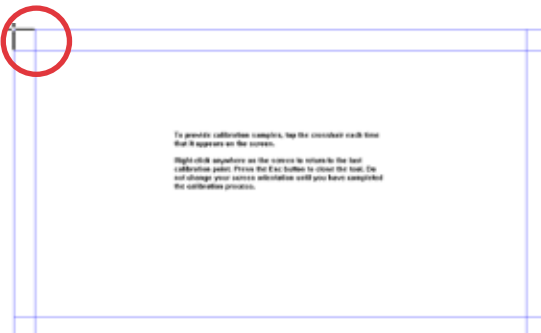 To provide calibration samples, tap the crosshair each time
that it appears on the screen.
Right-click anywhere on the screen to return to the last
calibration point. Press the Esc button to close the tool. Do
not change your screen orientation until you have completed
the calibration process.